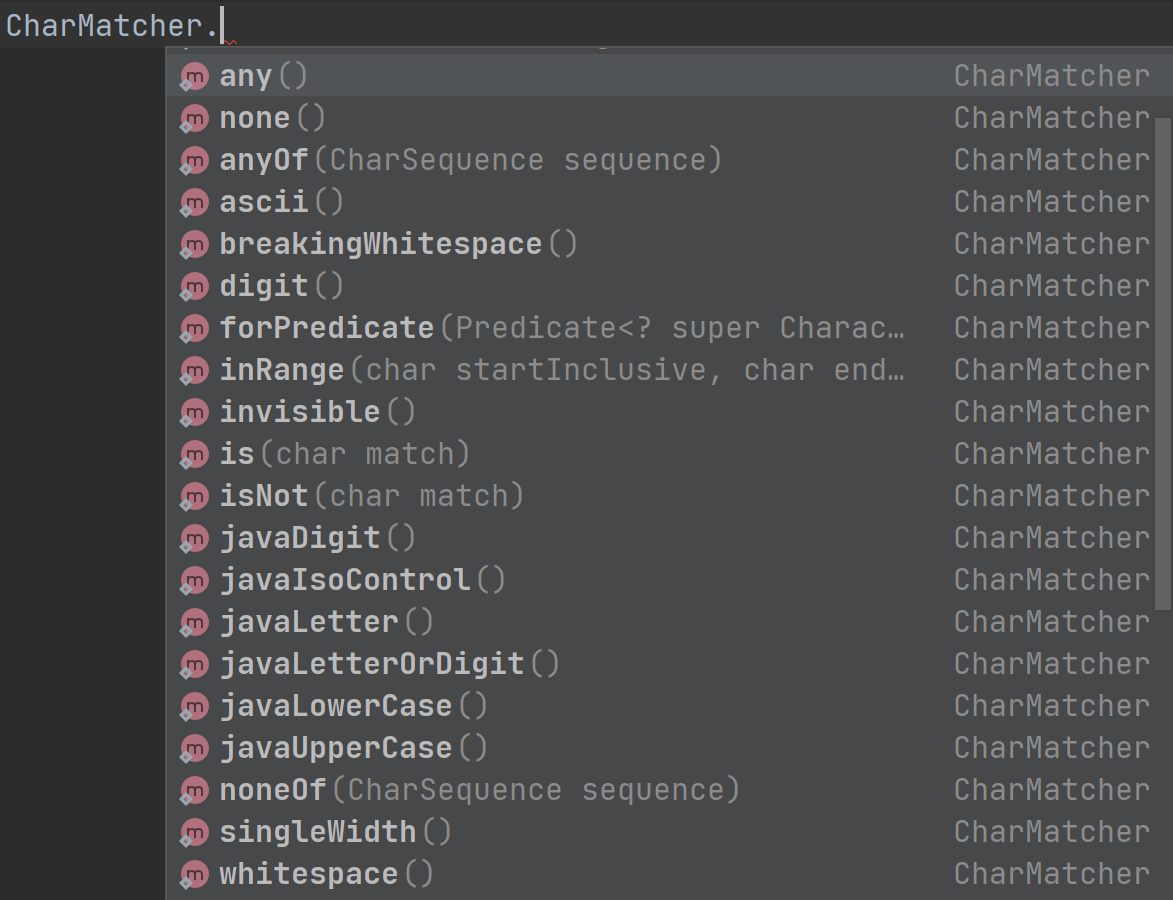 CharMatcher.
m any() CharMatcher
m none() CharMatcher
m anyOf(CharSequence sequence) CharMatcher
m ascii() CharMatcher
m breakingWhitespace() CharMatcher
m digit() CharMatcher
m forPredicate(Predicate<? super Charac… CharMatcher
m inRange(char startInclusive, char end… CharMatcher
m invisible() CharMatcher
m is(char match) CharMatcher
m isNot(char match) CharMatcher
m javaDigit() CharMatcher
m javaIsoControl() CharMatcher
m javaLetter() CharMatcher
m javaLetterOrDigit() CharMatcher
m javaLowerCase() CharMatcher
m javaUpperCase() CharMatcher
m noneOf(CharSequence sequence) CharMatcher
m singleWidth() CharMatcher
m whitespace() CharMatcher